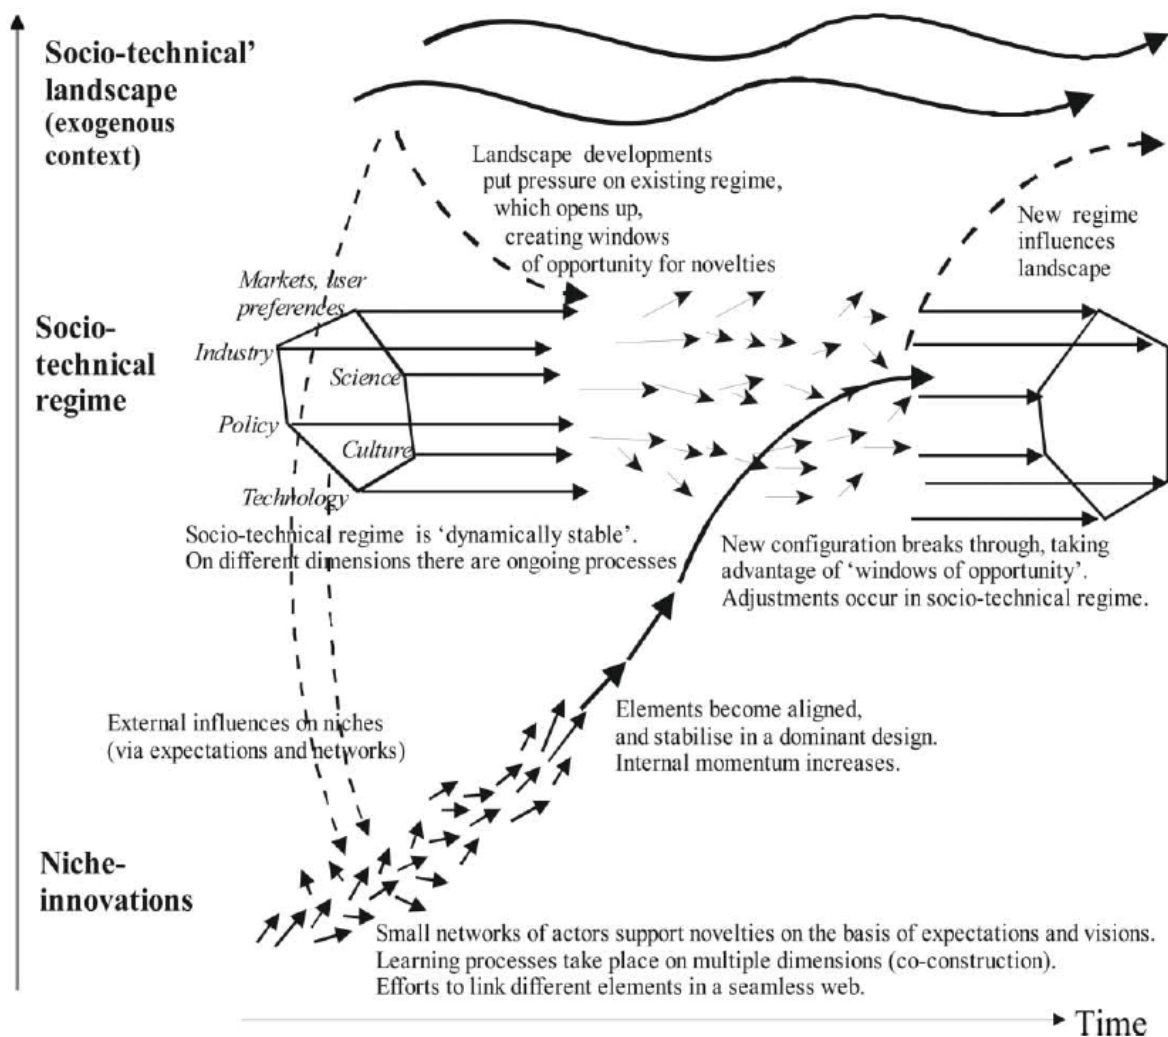 Socio-technical’
landscape
(exogenous
context)
Landscape developments
put pressure on existing regime,
which opens up,
creating windows
of opportunity for novelties
New regime
influences
landscape
Markets, user
preferences
Socio-
technical
regime
Industry
Science
Policy
Culture
Technology
Socio-technical regime is ‘dynamically stable’.
On different dimensions there are ongoing processes
New configuration breaks through, taking
advantage of ‘windows of opportunity’.
Adjustments occur in socio-technical regime.
External influences on niches
(via expectations and networks)
Elements become aligned,
and stabilise in a dominant design.
Internal momentum increases.
Niche-
innovations
Small networks of actors support novelties on the basis of expectations and visions.
Learning processes take place on multiple dimensions (co-construction).
Efforts to link different elements in a seamless web.
Time